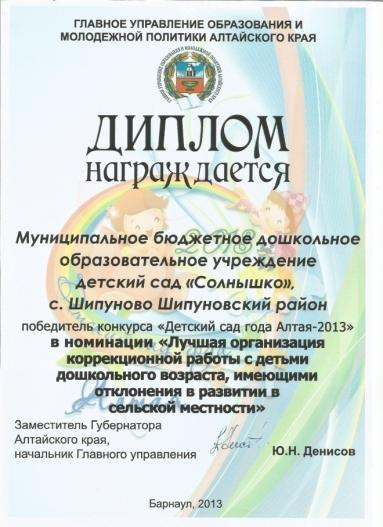 ГЛАВНОЕ УПРАВЛЕНИЕ ОБРАЗОВАНИЯ И
МОЛОДЕЖНОЙ ПОЛИТИКИ АЛТАЙСКОГО КРАЯ
ДИПЛОМ
награждается
2013
Муниципальное бюджетное дошкольное
образовательное учреждение
детский сад «Солнышко»,
с. Шипуново Шипуновский район
победитель конкурса «Детский сад года Алтая-2013»
в номинации «Лучшая организация
коррекционной работы с детьми
дошкольного возраста, имеющими
отклонения в развитии в
сельской местности»
Заместитель Губернатора
Алтайского края,
начальник Главного управления
Ю.Н. Денисов
Барнаул, 2013